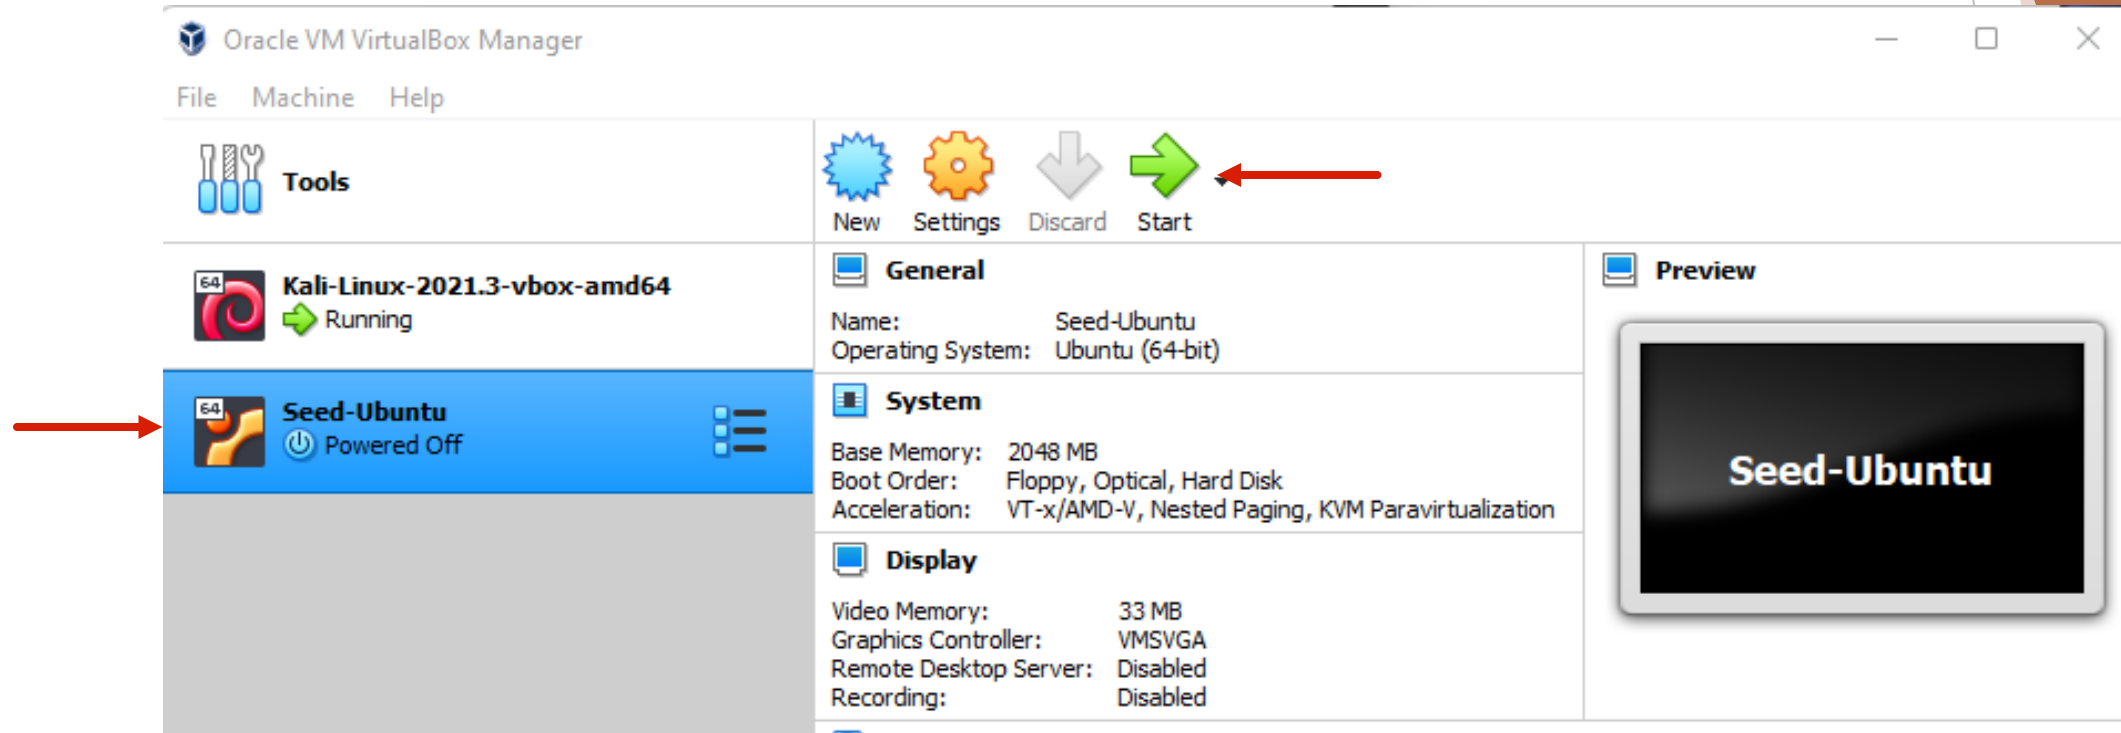 Oracle VM VirtualBox Manager
File Machine Help
Tools
New Settings Discard Start
64
Kali-Linux-2021.3-vbox-amd64
Running
64
Seed-Ubuntu
Powered Off
General
Name: Seed-Ubuntu
Operating System: Ubuntu (64-bit)
System
Base Memory: 2048 MB
Boot Order: Floppy, Optical, Hard Disk
Acceleration: VT-x/AMD-V, Nested Paging, KVM Paravirtualization
Display
Video Memory: 33 MB
Graphics Controller: VMSVGA
Remote Desktop Server: Disabled
Recording: Disabled
Preview
Seed-Ubuntu